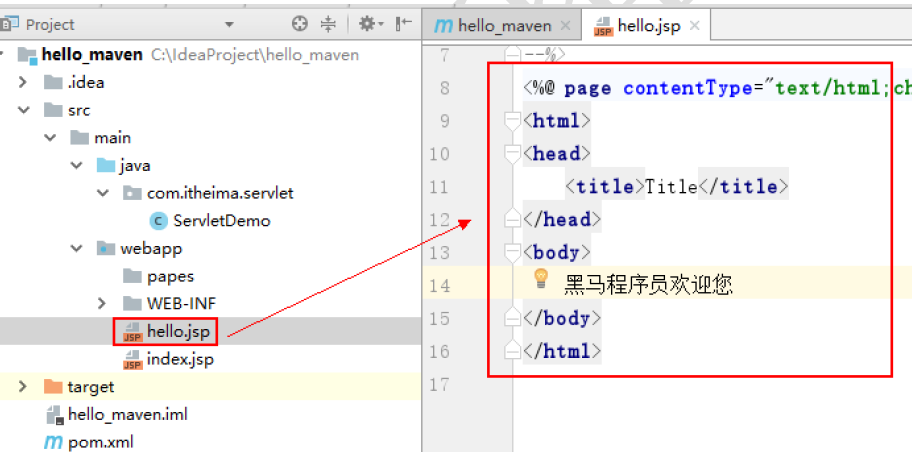 Project
hello_maven C:\IdeaProject\hello_maven
.idea
src
main
java
com.itheima.servlet
ServletDemo
webapp
papes
WEB-INF
hello.jsp
index.jsp
target
hello_maven.iml
pom.xml
hello_maven
hello.jsp
7 --%>
8 <%@ page contentType="text/html;ch
9 <html>
10 <head>
11 <title>Title</title>
12 </head>
13 <body>
14 黑马程序员欢迎您
15 </body>
16 </html>
17